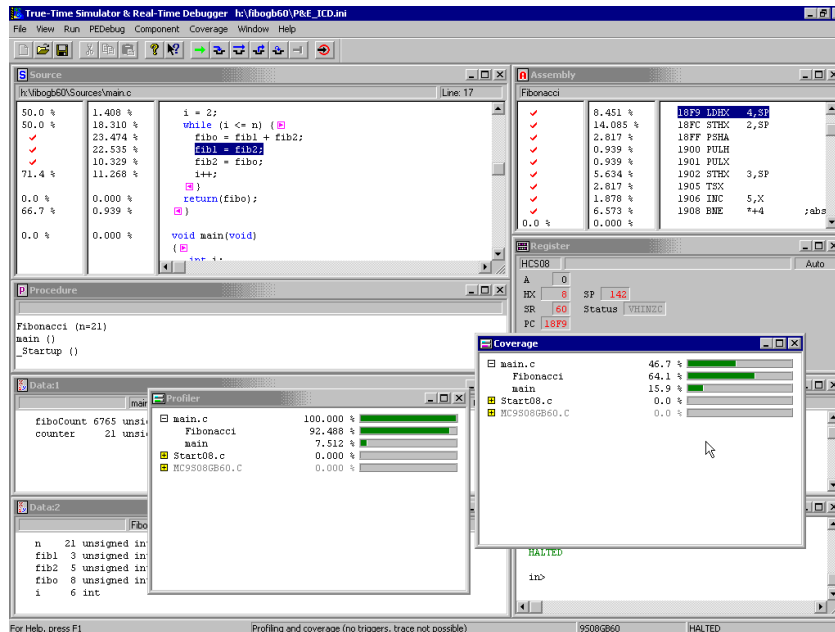 True-Time Simulator & Real-Time Debugger h:\fibogb60\P&E_ICD.ini
File View Run PEDebug Component Coverage Window Help
Source
h:\fibogb60\Sources\main.c Line: 17
50.0 % 1.408 % i = 2;
50.0 % 18.310 % while (i <= n) {
23.474 % fibo = fib1 + fib2;
22.535 % fib1 = fib2;
10.329 % fib2 = fibo;
71.4 % 11.268 % i++;
}
0.0 % 0.000 % return(fibo);
66.7 % 0.939 % }
0.0 % 0.000 % void main(void)
{
int i;
Assembly
Fibonacci
8.451 % 18F9 LDHX 4,SP
14.085 % 18FC STHX 2,SP
2.817 % 18FF PSHA
0.939 % 1900 PULH
0.939 % 1901 PULX
5.634 % 1902 STHX 3,SP
2.817 % 1905 TSX
1.878 % 1906 INC 5,X
6.573 % 1908 BNE *+4 ;abs
0.0 % 0.000 %
Register
HCS08 Auto
A 0
HX 8 SP 142
SR 60 Status VHINZC
PC 18F9
Procedure
Fibonacci (n=21)
main ()
_Startup ()
Coverage
main.c 46.7 %
Fibonacci 64.1 %
main 15.9 %
Start08.c 0.0 %
MC9S08GB60.C 0.0 %
Data:1
main
fiboCount 6765 unsi
counter 21 unsi
Profiler
main.c 100.000 %
Fibonacci 92.488 %
main 7.512 %
Start08.c 0.000 %
MC9S08GB60.C 0.000 %
Data:2
Fibo
n 21 unsigned in
fib1 3 unsigned in
fib2 5 unsigned in
fibo 8 unsigned in
i 6 int
HALTED
in>
For Help, press F1 Profiling and coverage (no triggers, trace not possible) 9S08GB60 HALTED